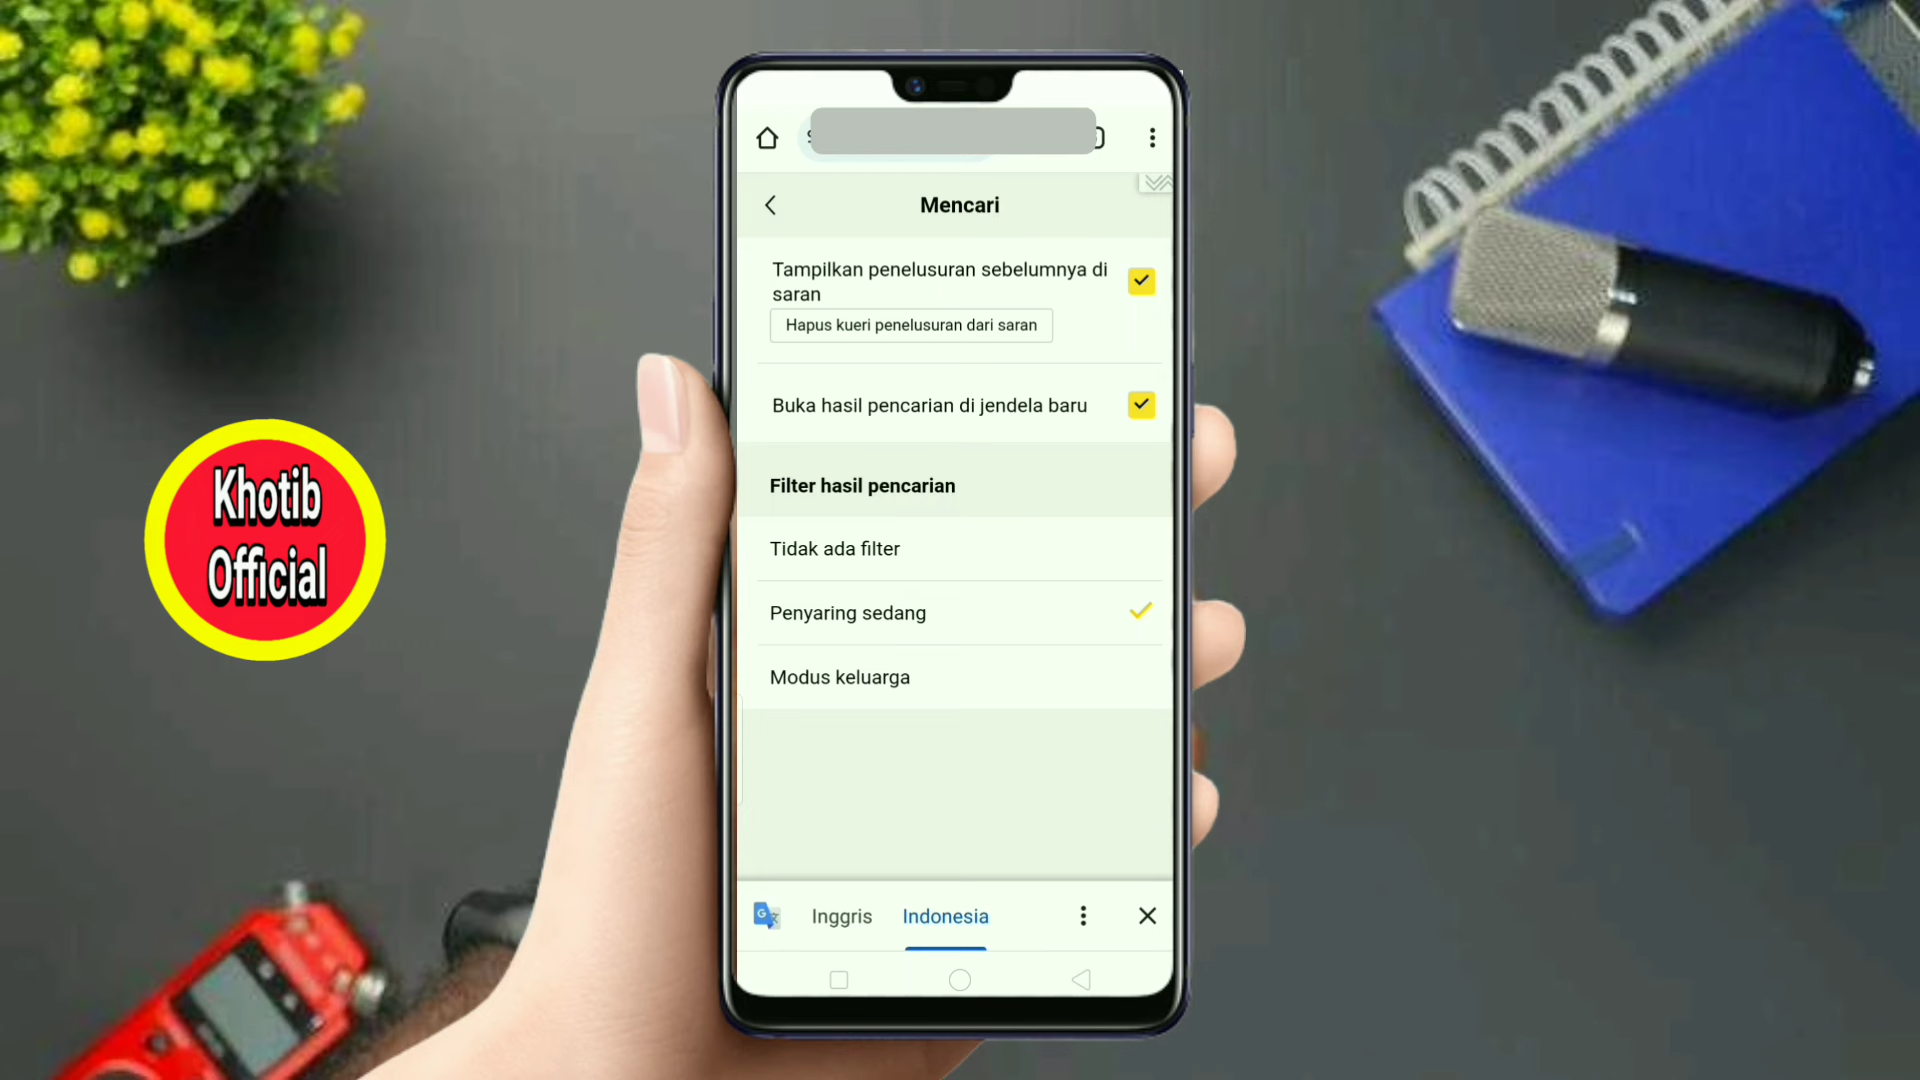 Mencari
Tampilkan penelusuran sebelumnya di
saran
Hapus kueri penelusuran dari saran
Buka hasil pencarian di jendela baru
Filter hasil pencarian
Tidak ada filter
Penyaring sedang
Modus keluarga
Inggris Indonesia
Khotib
Official